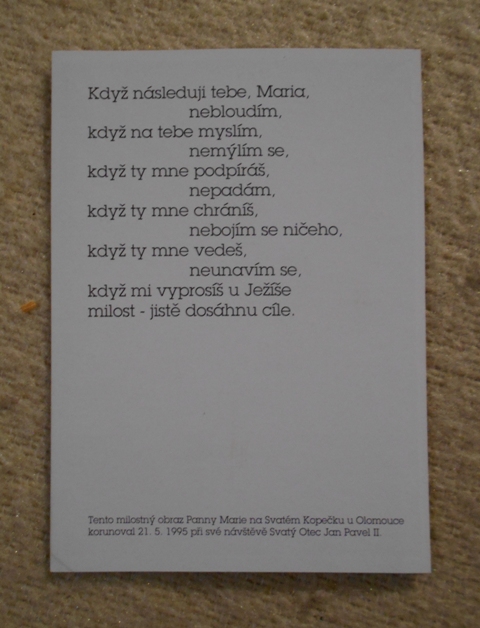 Když následuji tebe, Maria,
nebloudím,
když na tebe myslím,
nemýlím se,
když ty mne podpíráš,
nepadám,
když ty mne chráníš,
nebojím se ničeho,
když ty mne vedeš,
neunavím se,
když mi vyprosíš u Ježíše
milost - jistě dosáhnu cíle.
Tento milostný obraz Panny Marie na Svatém Kopečku u Olomouce
korunoval 21. 5. 1995 při své návštěvě Svatý Otec Jan Pavel II.